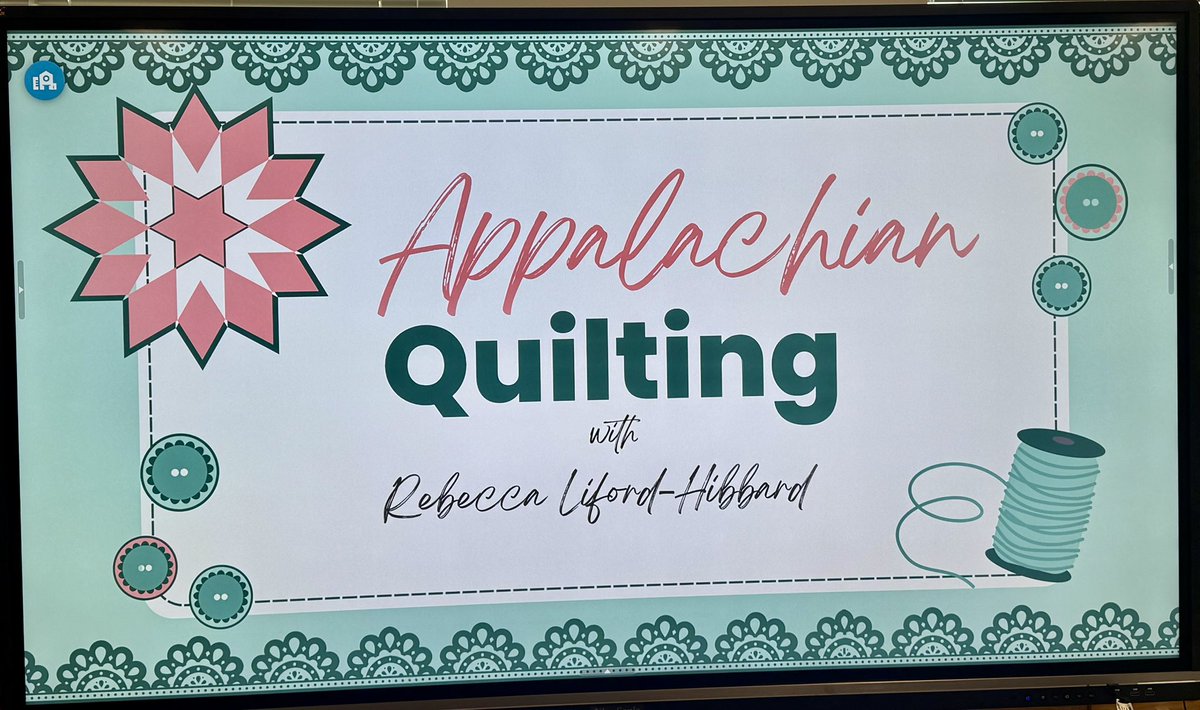 Appalachian
Quilting
with
Rebecca Liford-Hibbard